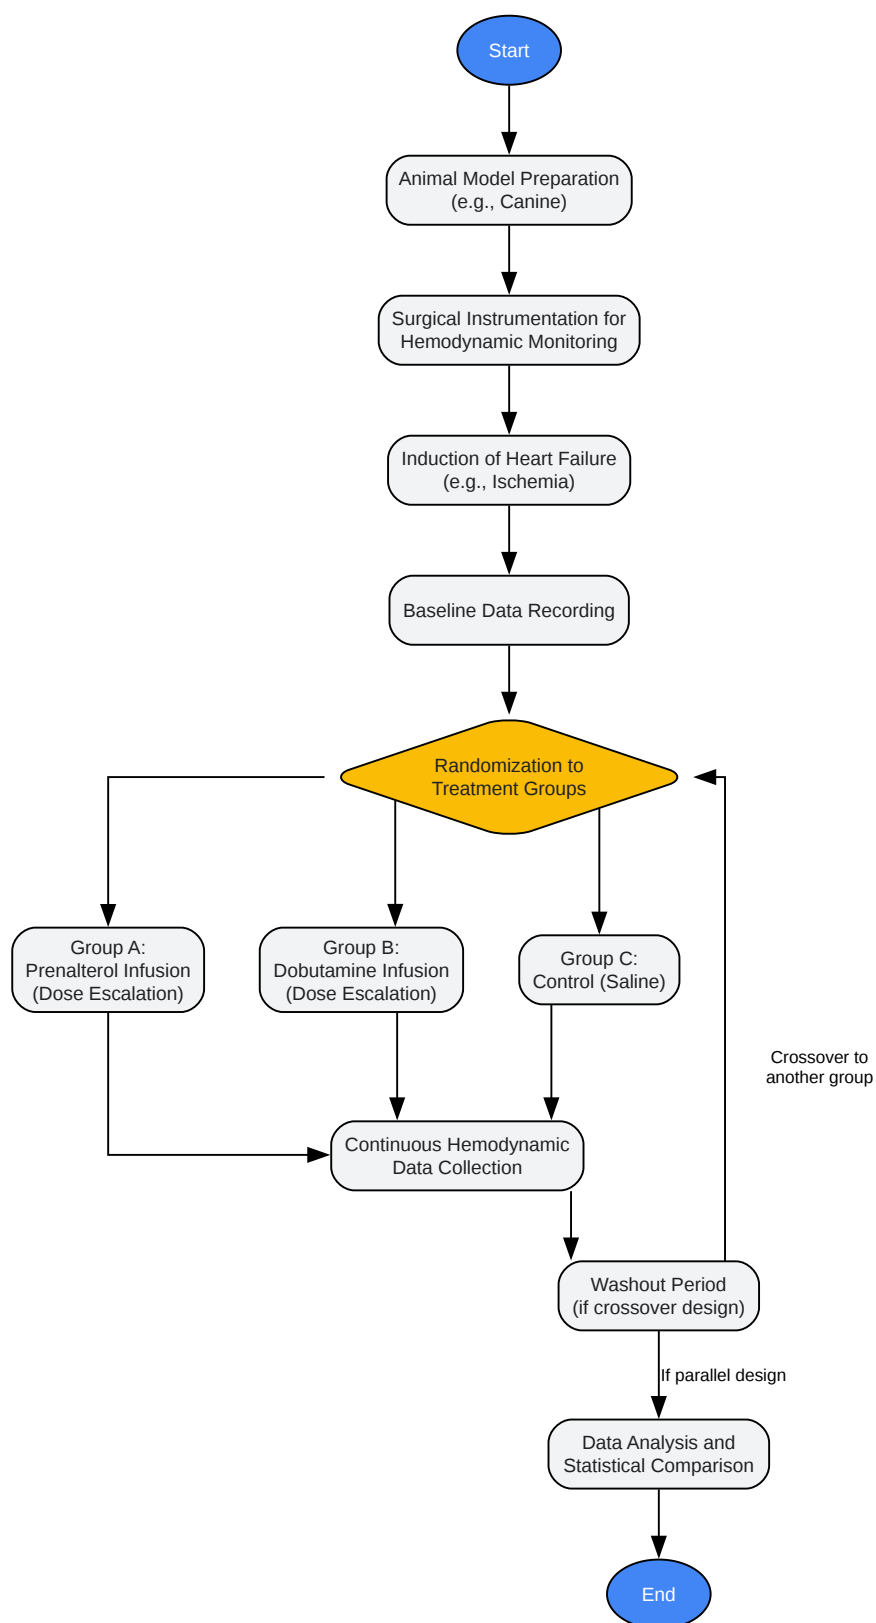 Start
Animal Model Preparation
(e.g., Canine)
Surgical Instrumentation for
Hemodynamic Monitoring
Induction of Heart Failure
(e.g., Ischemia)
Baseline Data Recording
Randomization to
Treatment Groups
Group A:
Prenalterol Infusion
(Dose Escalation)
Group B:
Dobutamine Infusion
(Dose Escalation)
Group C:
Control (Saline)
Crossover to
another group
Continuous Hemodynamic
Data Collection
Washout Period
(if crossover design)
If parallel design
Data Analysis and
Statistical Comparison
End